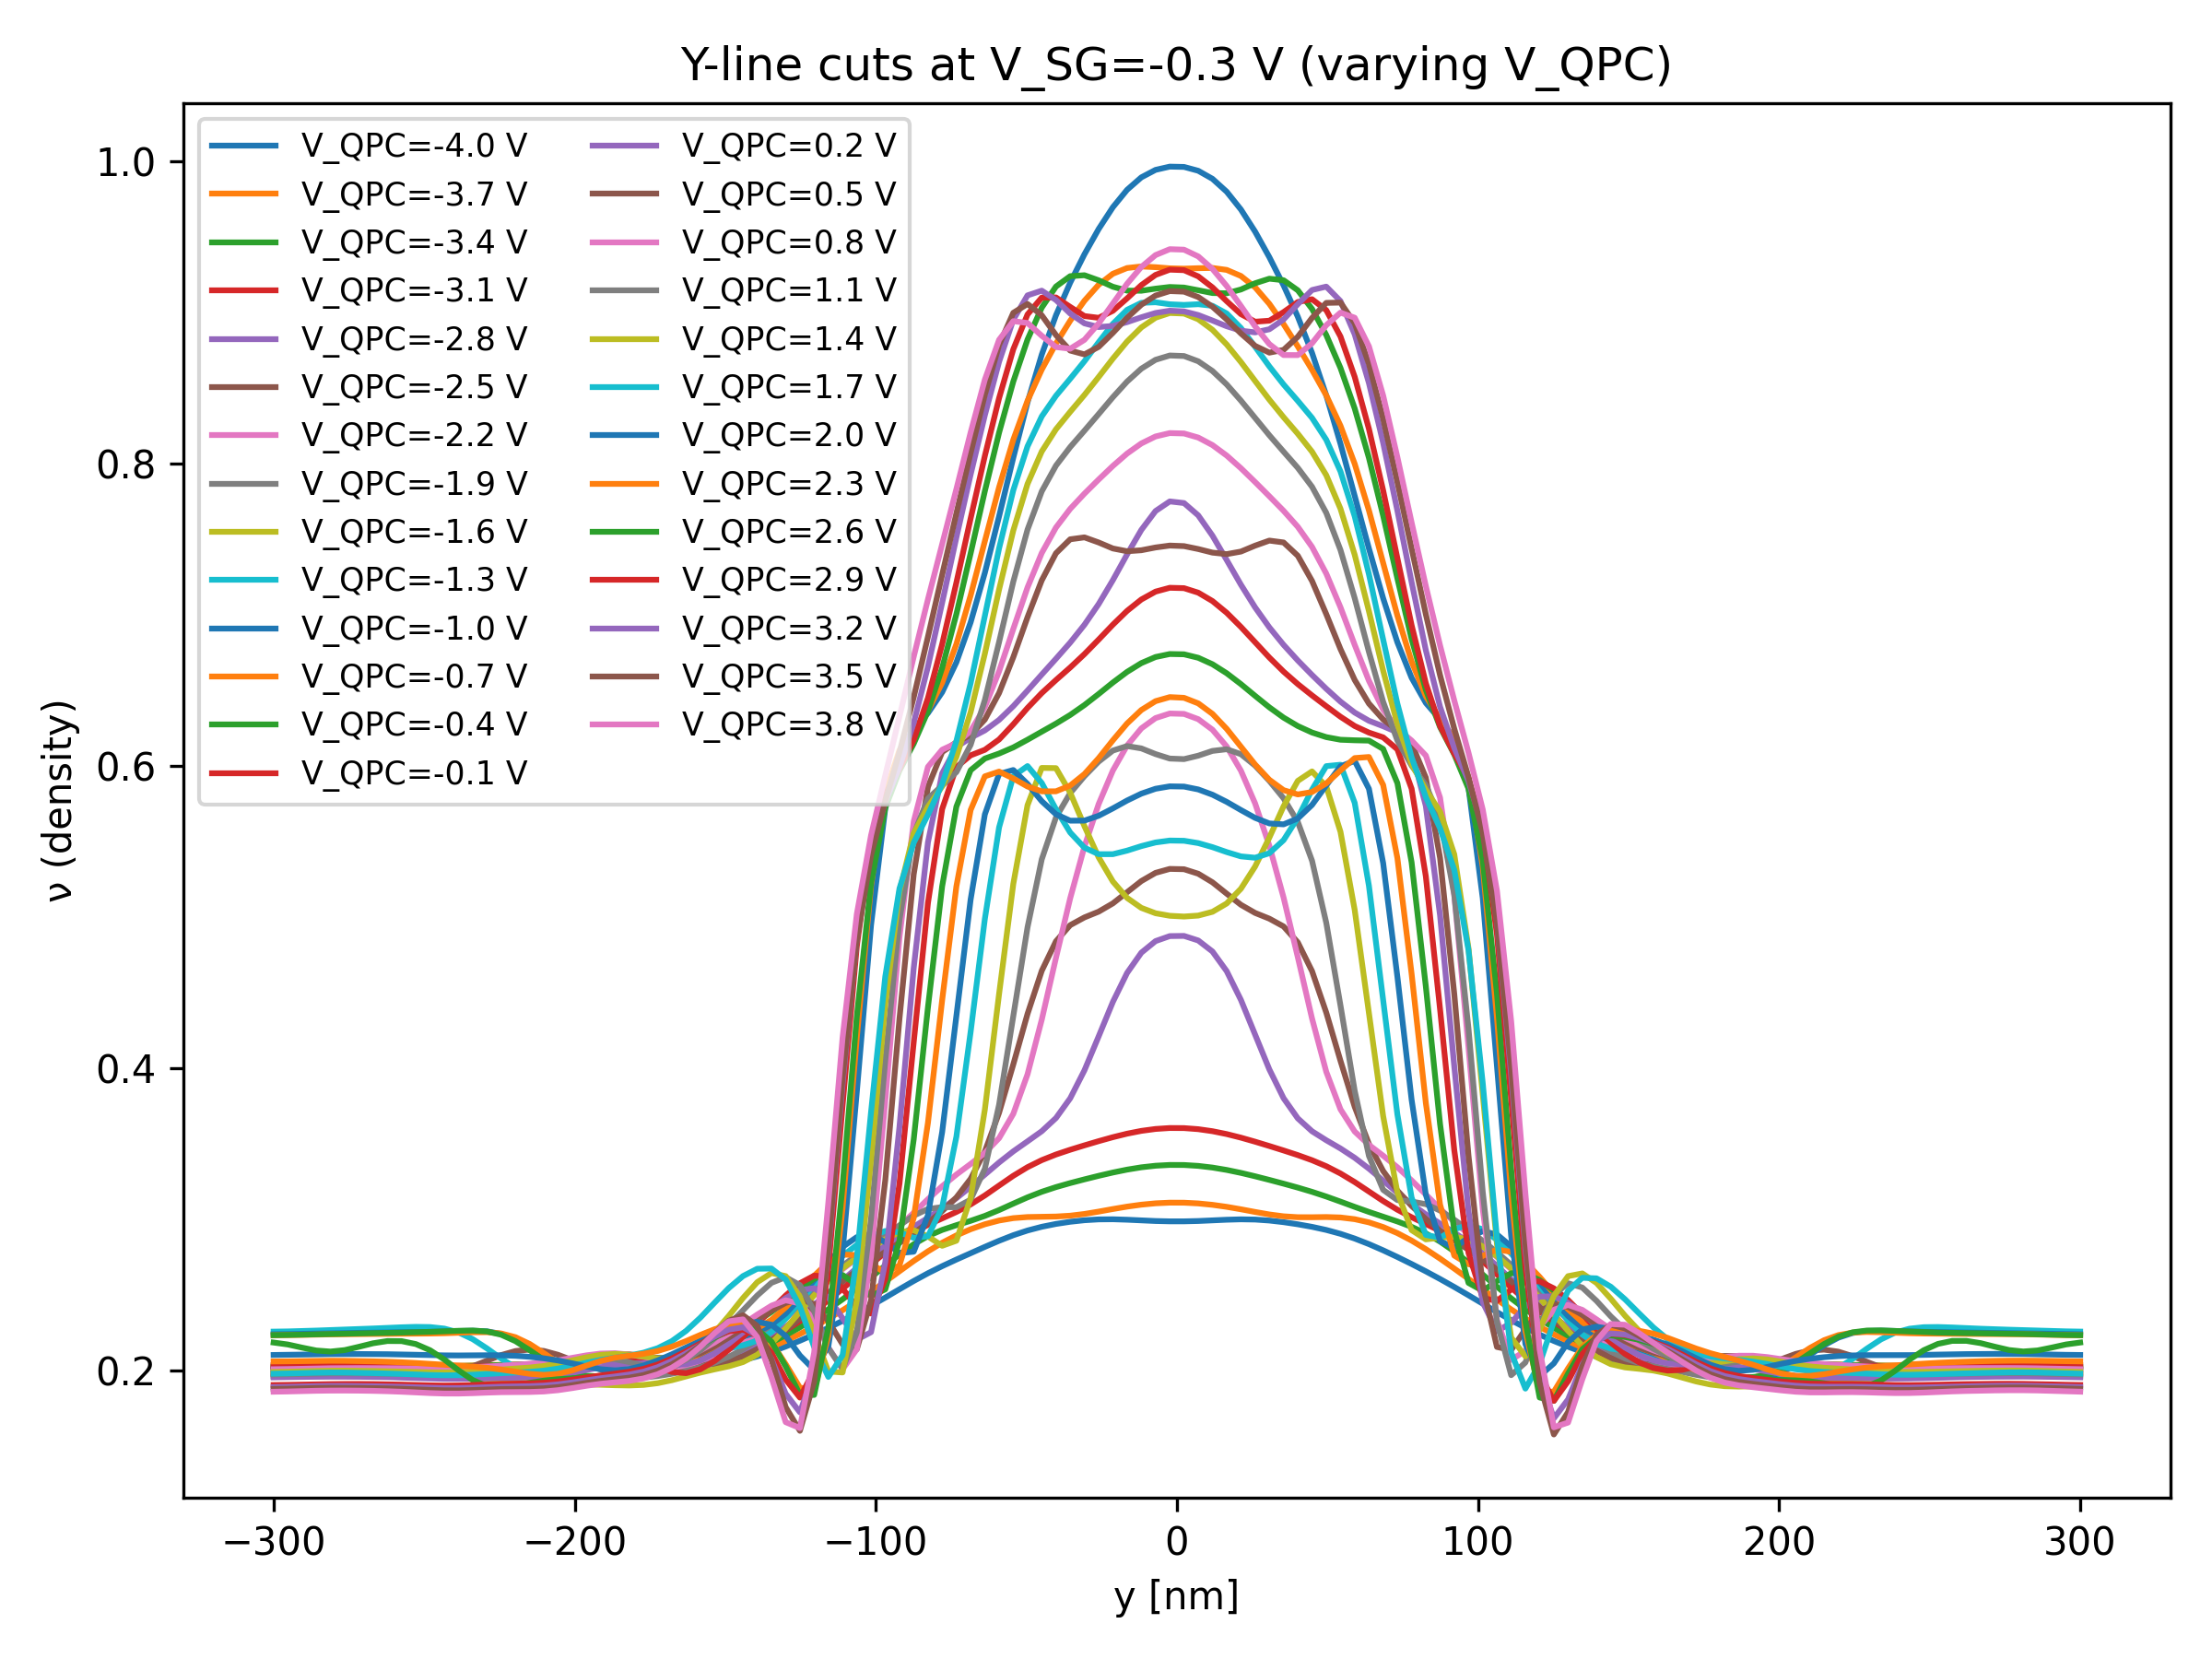 Y-line cuts at V_SG=-0.3 V (varying V_QPC)
V_QPC=-4.0 V
V_QPC=-3.7 V
V_QPC=-3.4 V
V_QPC=-3.1 V
V_QPC=-2.8 V
V_QPC=-2.5 V
V_QPC=-2.2 V
V_QPC=-1.9 V
V_QPC=-1.6 V
V_QPC=-1.3 V
V_QPC=-1.0 V
V_QPC=-0.7 V
V_QPC=-0.4 V
V_QPC=-0.1 V
V_QPC=0.2 V
V_QPC=0.5 V
V_QPC=0.8 V
V_QPC=1.1 V
V_QPC=1.4 V
V_QPC=1.7 V
V_QPC=2.0 V
V_QPC=2.3 V
V_QPC=2.6 V
V_QPC=2.9 V
V_QPC=3.2 V
V_QPC=3.5 V
V_QPC=3.8 V
1.0
0.8
0.6
0.4
0.2
ν (density)
−300 −200 −100 0 100 200 300
y [nm]